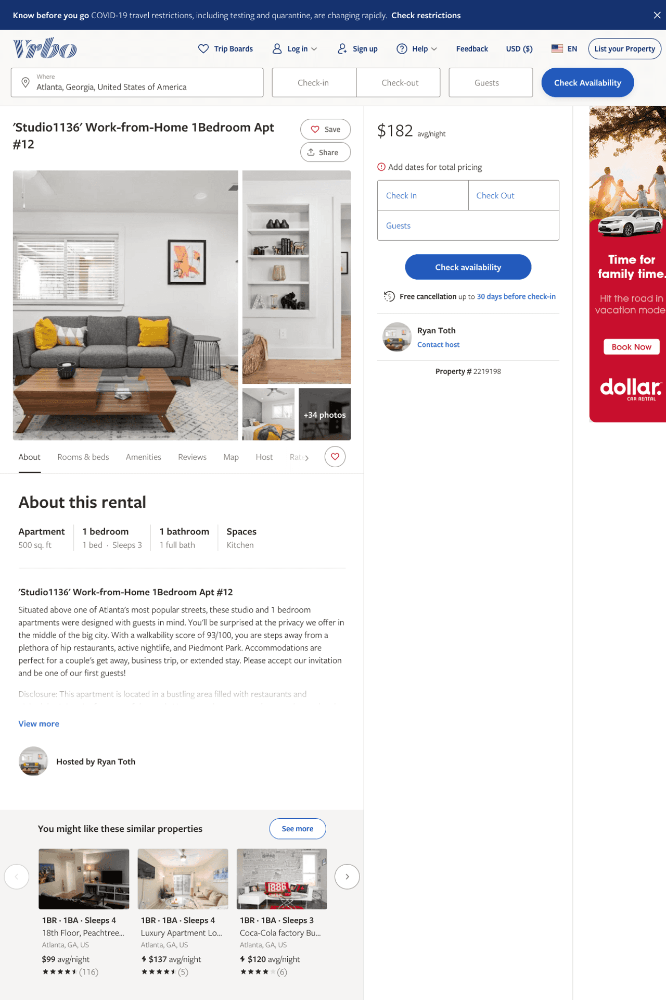 Know before you go COVID-19 travel restrictions, including testing and quarantine, are changing rapidly. Check restrictions
Vrbo
Trip Boards
Log in
Sign up
Help
Feedback
USD ($)
EN
List your Property
Where
Atlanta, Georgia, United States of America
Check-in
Check-out
Guests
Check Availability
'Studio1136' Work-from-Home 1Bedroom Apt
#12
Save
Share
+34 photos
About
Rooms & beds
Amenities
Reviews
Map
Host
$182 avg/night
Add dates for total pricing
Check In
Check Out
Guests
Check availability
Free cancellation up to 30 days before check-in
Ryan Toth
Contact host
Property # 2219198
Time for
family time.
Hit the road in
vacation mode
Book Now
dollar.
CAR RENTAL
About this rental
Apartment
500 sq. ft
1 bedroom
1 bed · Sleeps 3
1 bathroom
1 full bath
Spaces
Kitchen
'Studio1136' Work-from-Home 1Bedroom Apt #12
Situated above one of Atlanta's most popular streets, these studio and 1 bedroom
apartments were designed with guests in mind. You'll be surprised at the privacy we offer in
the middle of the big city. With a walkability score of 93/100, you are steps away from a
plethora of hip restaurants, active nightlife, and Piedmont Park. Accommodations are
perfect for a couple's get away, business trip, or extended stay. Please accept our invitation
and be one of our first guests!
Disclosure: This apartment is located in a bustling area filled with restaurants and
View more
Hosted by Ryan Toth
You might like these similar properties
See more
1886
1BR · 1BA · Sleeps 4
18th Floor, Peachtree...
Atlanta, GA, US
$99 avg/night
(116)
1BR · 1BA · Sleeps 4
Luxury Apartment Lo...
Atlanta, GA, US
$137 avg/night
(5)
1BR · 1BA · Sleeps 3
Coca-Cola factory Bu...
Atlanta, GA, US
$120 avg/night
(6)